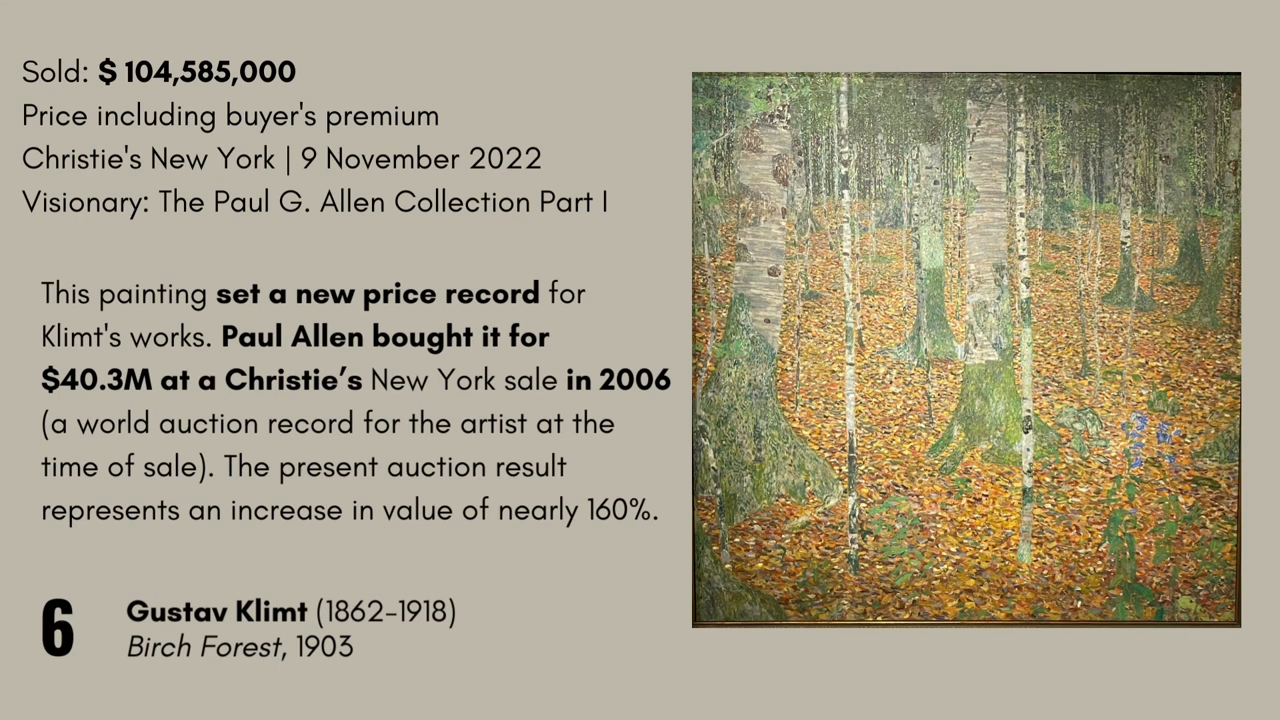 Sold: $ 104,585,000
Price including buyer's premium
Christie's New York | 9 November 2022
Visionary: The Paul G. Allen Collection Part I
This painting set a new price record for
Klimt's works. Paul Allen bought it for
$40.3M at a Christie’s New York sale in 2006
(a world auction record for the artist at the
time of sale). The present auction result
represents an increase in value of nearly 160%.
6
Gustav Klimt (1862-1918)
Birch Forest, 1903